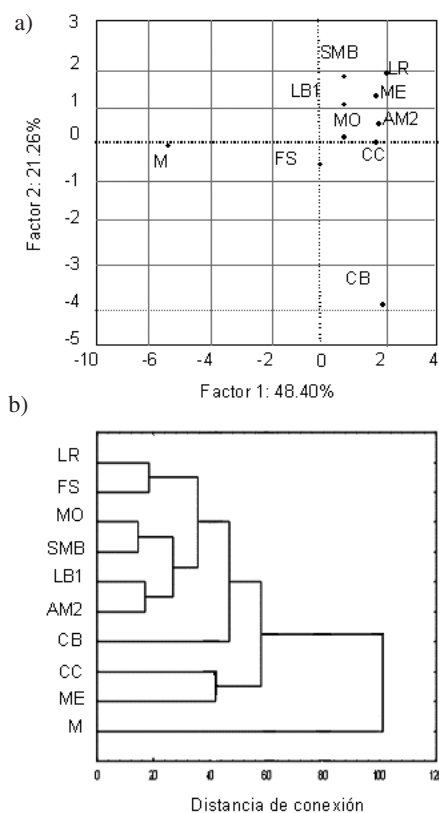 a)
3
2
1
0
-1
-2
-3
-4
-5
Factor 2: 21.26%
SMB
LR
LB1
ME
MO
AM2
M
FS
CC
CB
-10 -6 -4 -2 0 2 4
Factor 1: 48.40%
b)
LR
FS
MO
SMB
LB1
AM2
CB
CC
ME
M
0 20 40 60 80 100 120
Distancia de conexión